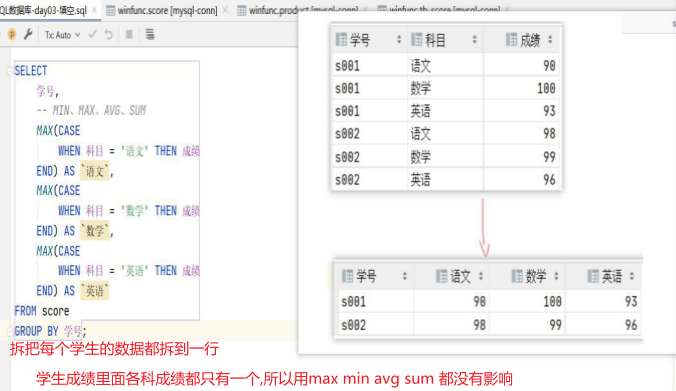 QL数据库-day03-填空.sql winfunc.score [mysql-conn] winfunc.product [mysql-conn] winfunc.tb_score [mysql-conn]
Tx: Auto
SELECT
学号,
-- MIN、MAX、AVG、SUM
MAX(CASE
WHEN 科目 = '语文' THEN 成绩
END) AS `语文`,
MAX(CASE
WHEN 科目 = '数学' THEN 成绩
END) AS `数学`,
MAX(CASE
WHEN 科目 = '英语' THEN 成绩
END) AS `英语`
FROM score
GROUP BY 学号;
学号 科目 成绩
s001 语文 90
s001 数学 100
s001 英语 93
s002 语文 98
s002 数学 99
s002 英语 96
学号 语文 数学 英语
s001 90 100 93
s002 98 99 96
拆把每个学生的数据都拆到一行
学生成绩里面各科成绩都只有一个,所以用max min avg sum 都没有影响